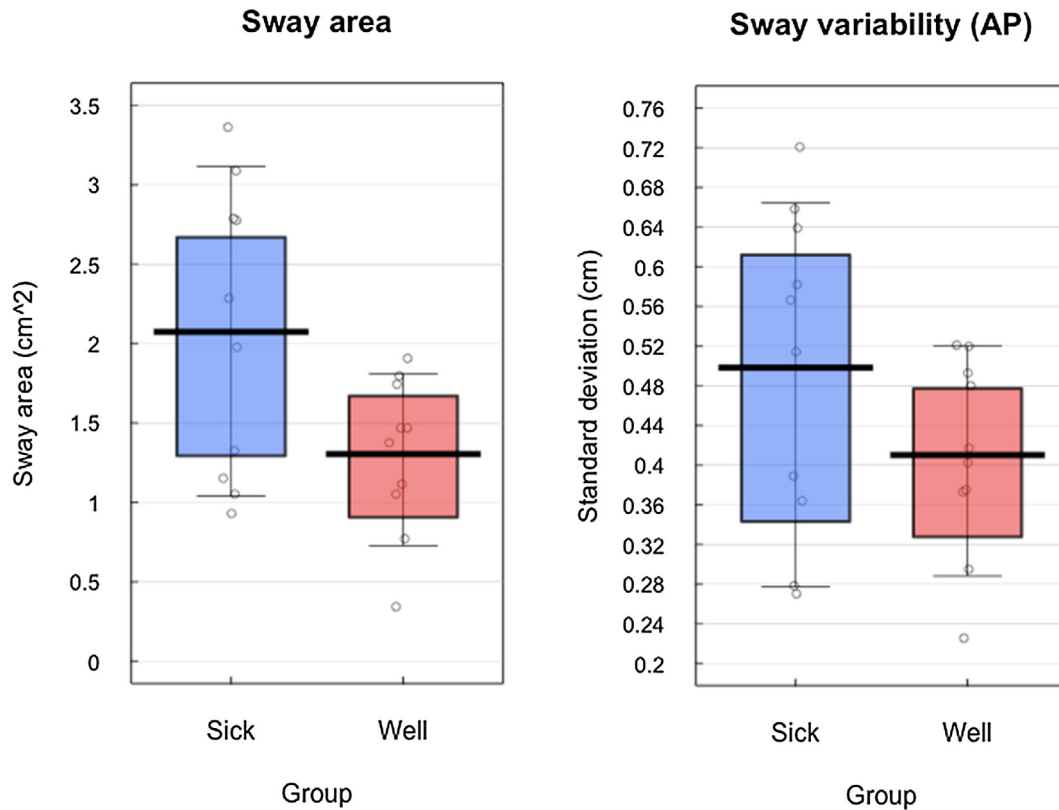 Sway area
Sway area (cm^2)
3.5
3
2.5
2
1.5
1
0.5
0
Sick
Well
Group
Sway variability (AP)
Standard deviation (cm)
0.76
0.72
0.68
0.64
0.6
0.56
0.52
0.48
0.44
0.4
0.36
0.32
0.28
0.24
0.2
Sick
Well
Group